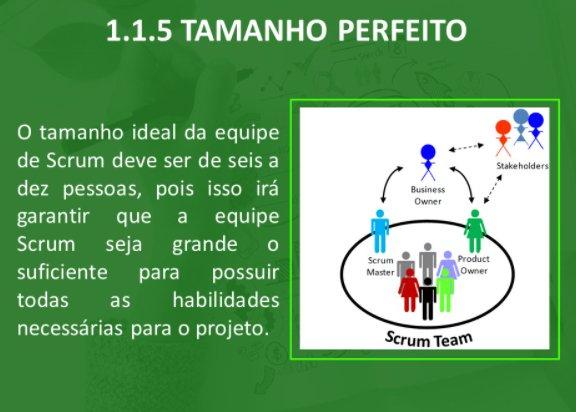 1.1.5 TAMANHO PERFEITO
O tamanho ideal da equipe
de Scrum deve ser de seis a
dez pessoas, pois isso irá
garantir que a equipe
Scrum seja grande o
suficiente para possuir
todas as habilidades
necessárias para o projeto.
Stakeholders
Business
Owner
Scrum
Master
Product
Owner
Scrum Team